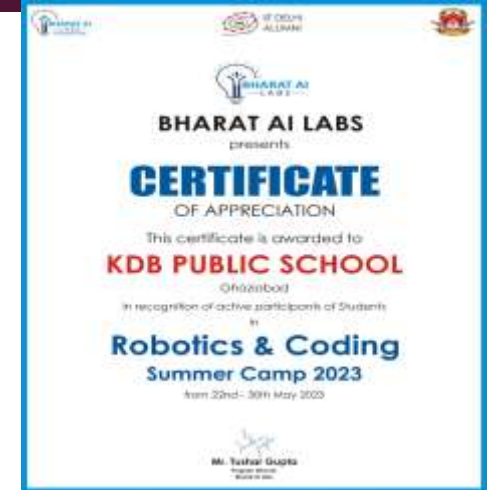 BHARAT AI
LABS
IIT DELHI
ALUMNI
BHARAT AI
LABS
BHARAT AI LABS
presents
CERTIFICATE
OF APPRECIATION
This certificate is awarded to
KDB PUBLIC SCHOOL
Ghaziabad
in recognition of active participants of Students
in
Robotics & Coding
Summer Camp 2023
from 22nd - 30th May 2023
Mr. Tushar Gupta